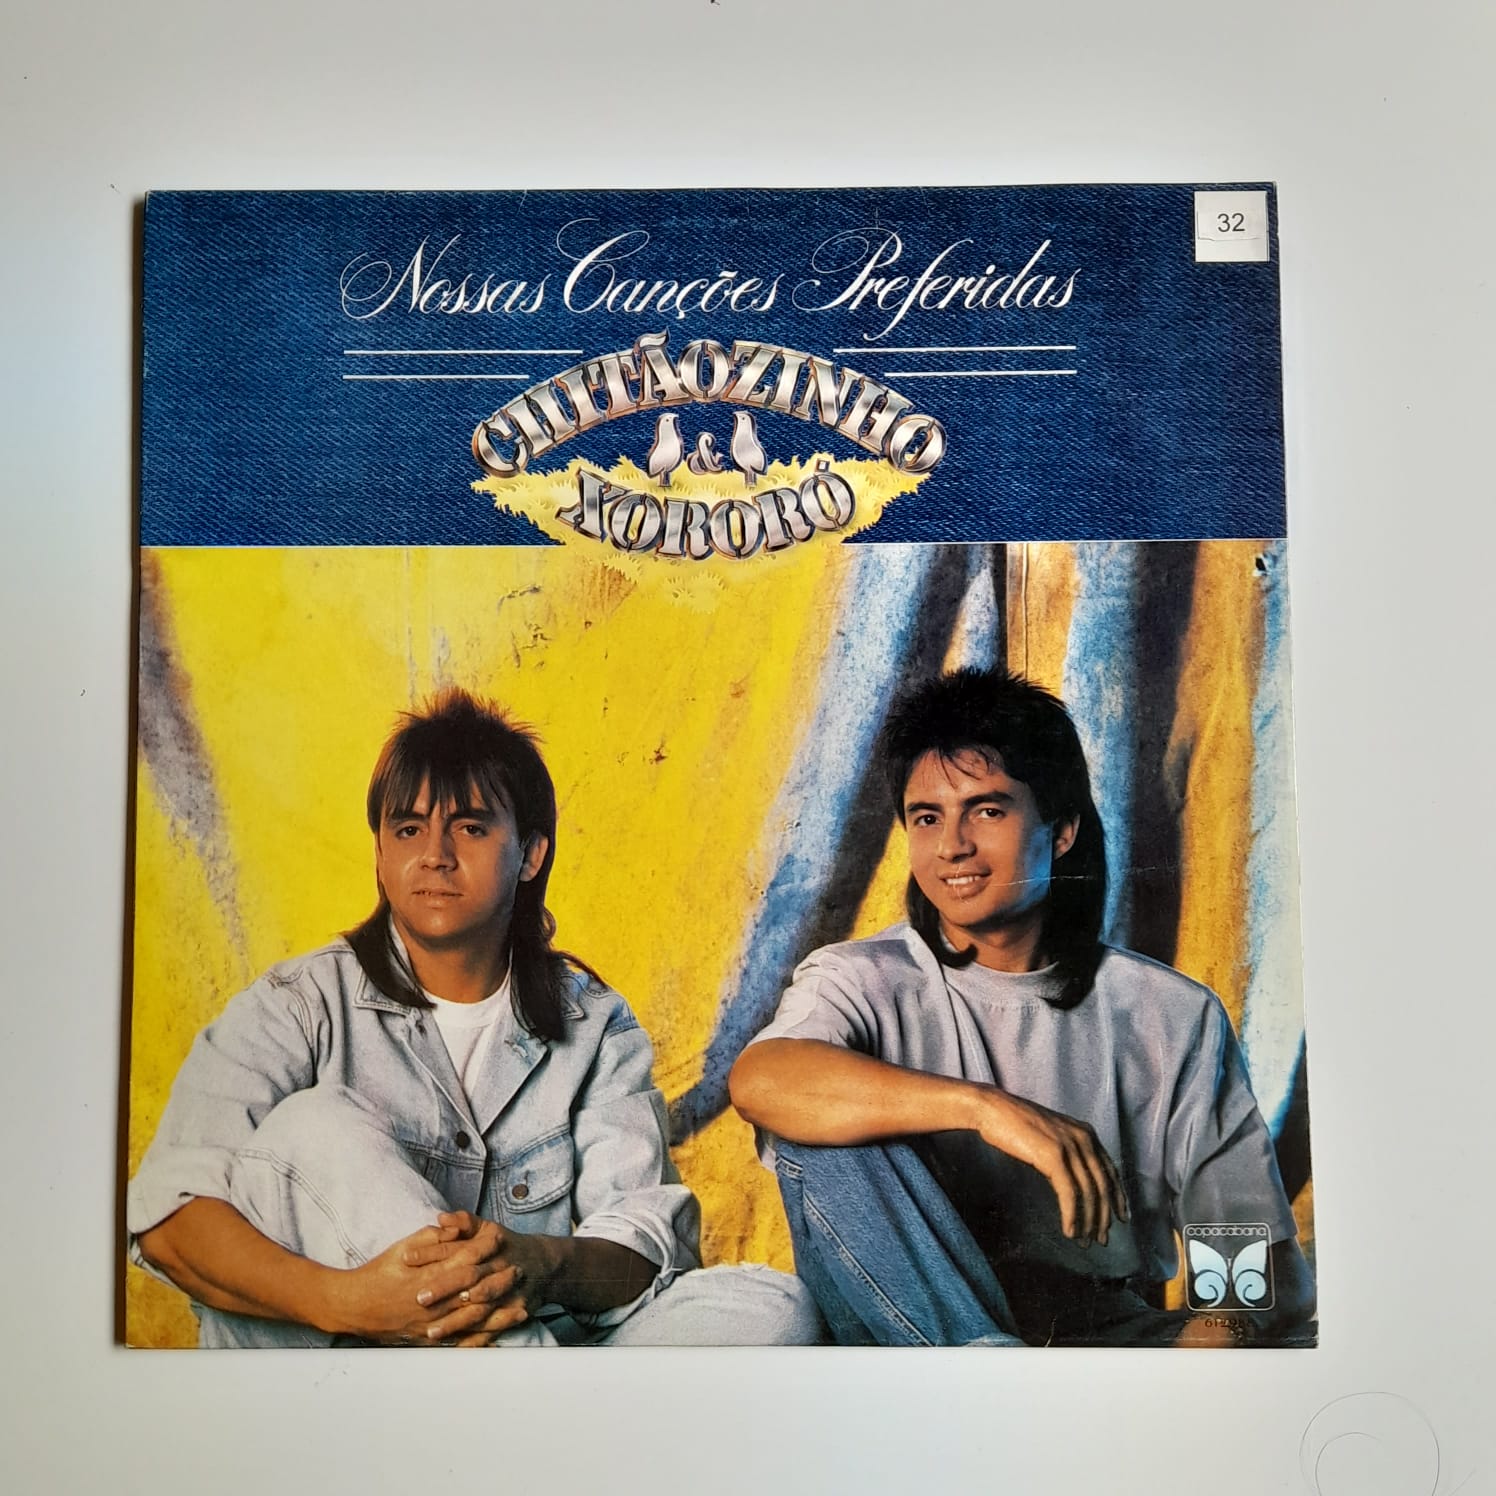 32
Nossas Canções Preferidas
CHITÃOZINHO
&
XORORÓ
copacabana